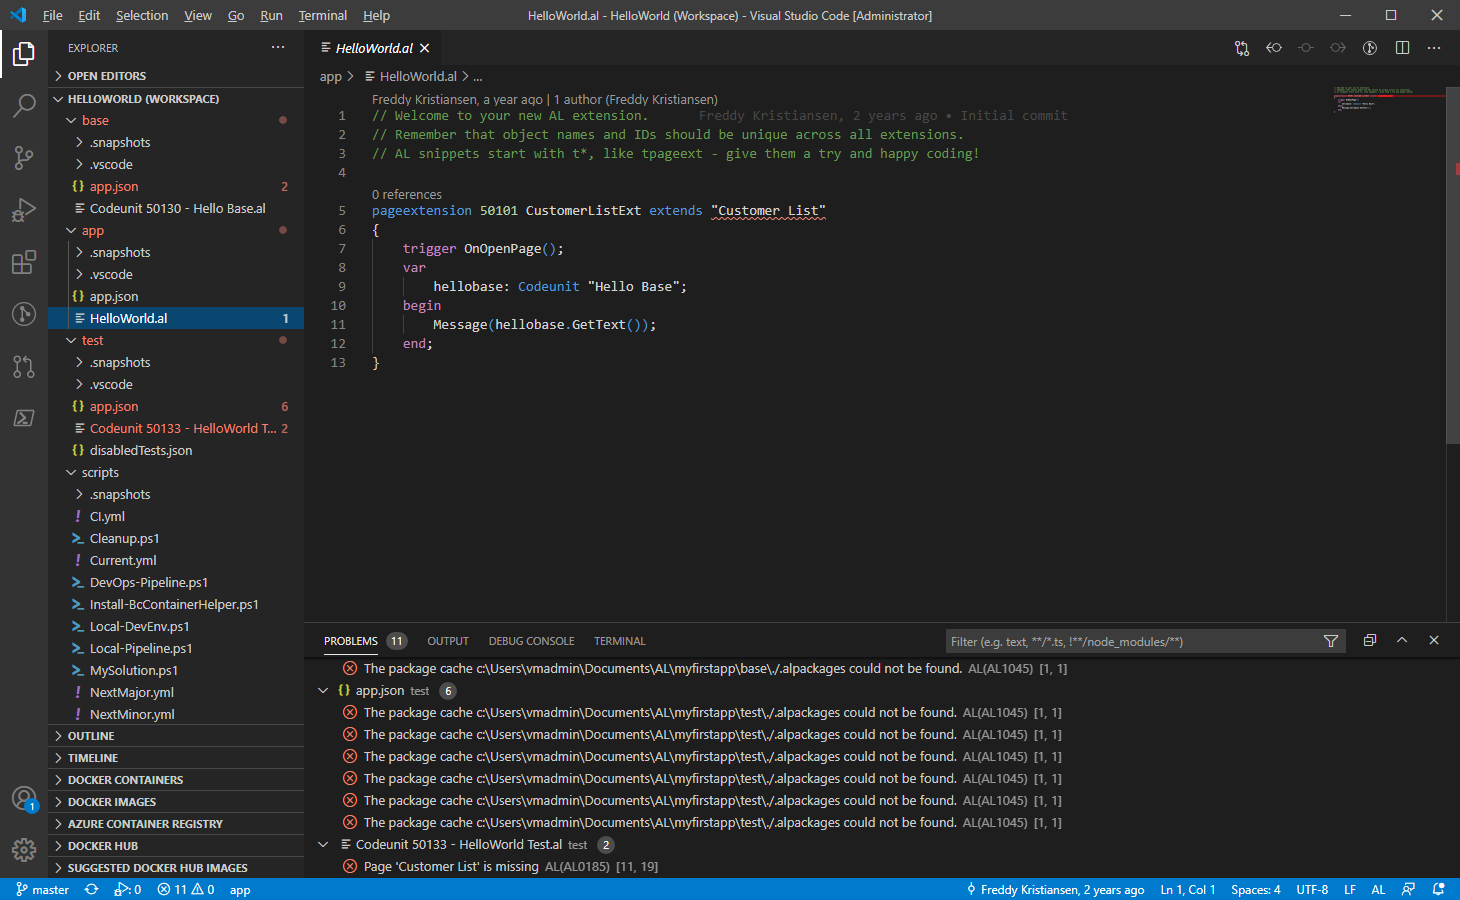 File Edit Selection View Go Run Terminal Help
HelloWorld.al - HelloWorld (Workspace) - Visual Studio Code [Administrator]
EXPLORER
OPEN EDITORS
HELLOWORLD (WORKSPACE)
base
.snapshots
.vscode
app.json 2
Codeunit 50130 - Hello Base.al
app
.snapshots
.vscode
app.json
HelloWorld.al 1
test
.snapshots
.vscode
app.json 6
Codeunit 50133 - HelloWorld T... 2
disabledTests.json
scripts
.snapshots
CI.yml
Cleanup.ps1
Current.yml
DevOps-Pipeline.ps1
Install-BcContainerHelper.ps1
Local-DevEnv.ps1
Local-Pipeline.ps1
MySolution.ps1
NextMajor.yml
NextMinor.yml
OUTLINE
TIMELINE
DOCKER CONTAINERS
DOCKER IMAGES
AZURE CONTAINER REGISTRY
DOCKER HUB
SUGGESTED DOCKER HUB IMAGES
1
HelloWorld.al
app > HelloWorld.al > ...
Freddy Kristiansen, a year ago | 1 author (Freddy Kristiansen)
1 // Welcome to your new AL extension. Freddy Kristiansen, 2 years ago • Initial commit
2 // Remember that object names and IDs should be unique across all extensions.
3 // AL snippets start with t*, like tpageext - give them a try and happy coding!
4
0 references
5 pageextension 50101 CustomerListExt extends "Customer List"
6 {
7 trigger OnOpenPage();
8 var
9 hellobase: Codeunit "Hello Base";
10 begin
11 Message(hellobase.GetText());
12 end;
13 }
PROBLEMS 11 OUTPUT DEBUG CONSOLE TERMINAL
Filter (e.g. text, **/*.ts, !**/node_modules/**)
The package cache c:\Users\vmadmin\Documents\AL\myfirstapp\base\./.alpackages could not be found. AL(AL1045) [1, 1]
{} app.json test 6
The package cache c:\Users\vmadmin\Documents\AL\myfirstapp\test\./.alpackages could not be found. AL(AL1045) [1, 1]
The package cache c:\Users\vmadmin\Documents\AL\myfirstapp\test\./.alpackages could not be found. AL(AL1045) [1, 1]
The package cache c:\Users\vmadmin\Documents\AL\myfirstapp\test\./.alpackages could not be found. AL(AL1045) [1, 1]
The package cache c:\Users\vmadmin\Documents\AL\myfirstapp\test\./.alpackages could not be found. AL(AL1045) [1, 1]
The package cache c:\Users\vmadmin\Documents\AL\myfirstapp\test\./.alpackages could not be found. AL(AL1045) [1, 1]
The package cache c:\Users\vmadmin\Documents\AL\myfirstapp\test\./.alpackages could not be found. AL(AL1045) [1, 1]
Codeunit 50133 - HelloWorld Test.al test 2
Page 'Customer List' is missing AL(AL0185) [11, 19]
master : 0 11 0 app Freddy Kristiansen, 2 years ago Ln 1, Col 1 Spaces: 4 UTF-8 LF AL